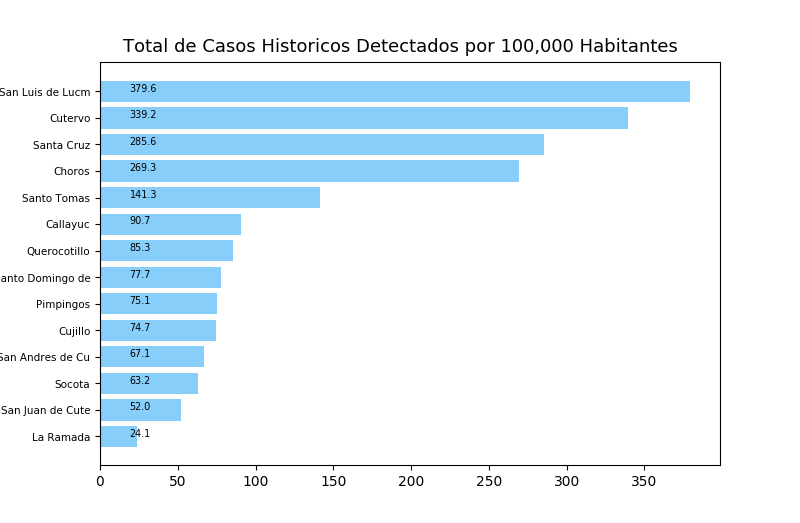 Total de Casos Historicos Detectados por 100,000 Habitantes
San Luis de Lucm 379.6
Cutervo 339.2
Santa Cruz 285.6
Choros 269.3
Santo Tomas 141.3
Callayuc 90.7
Querocotillo 85.3
anto Domingo de 77.7
Pimpingos 75.1
Cujillo 74.7
San Andres de Cu 67.1
Socota 63.2
San Juan de Cute 52.0
La Ramada 24.1
0 50 100 150 200 250 300 350